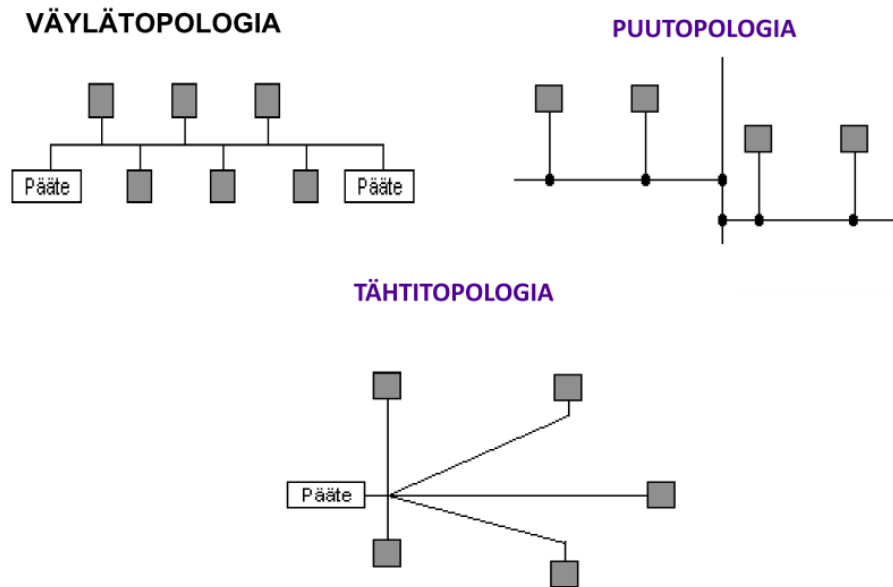 VÄYLÄTOPOLOGIA
PUUTOPOLOGIA
Pääte
Pääte
TÄHTITOPOLOGIA
Pääte